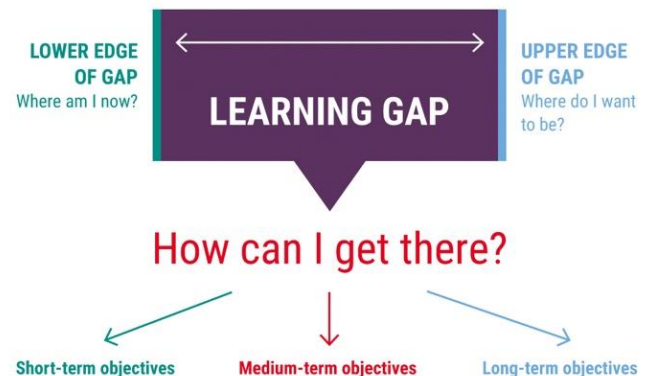 LOWER EDGE
OF GAP
Where am I now?
LEARNING GAP
UPPER EDGE
OF GAP
Where do I want
to be?
How can I get there?
Short-term objectives
Medium-term objectives
Long-term objectives